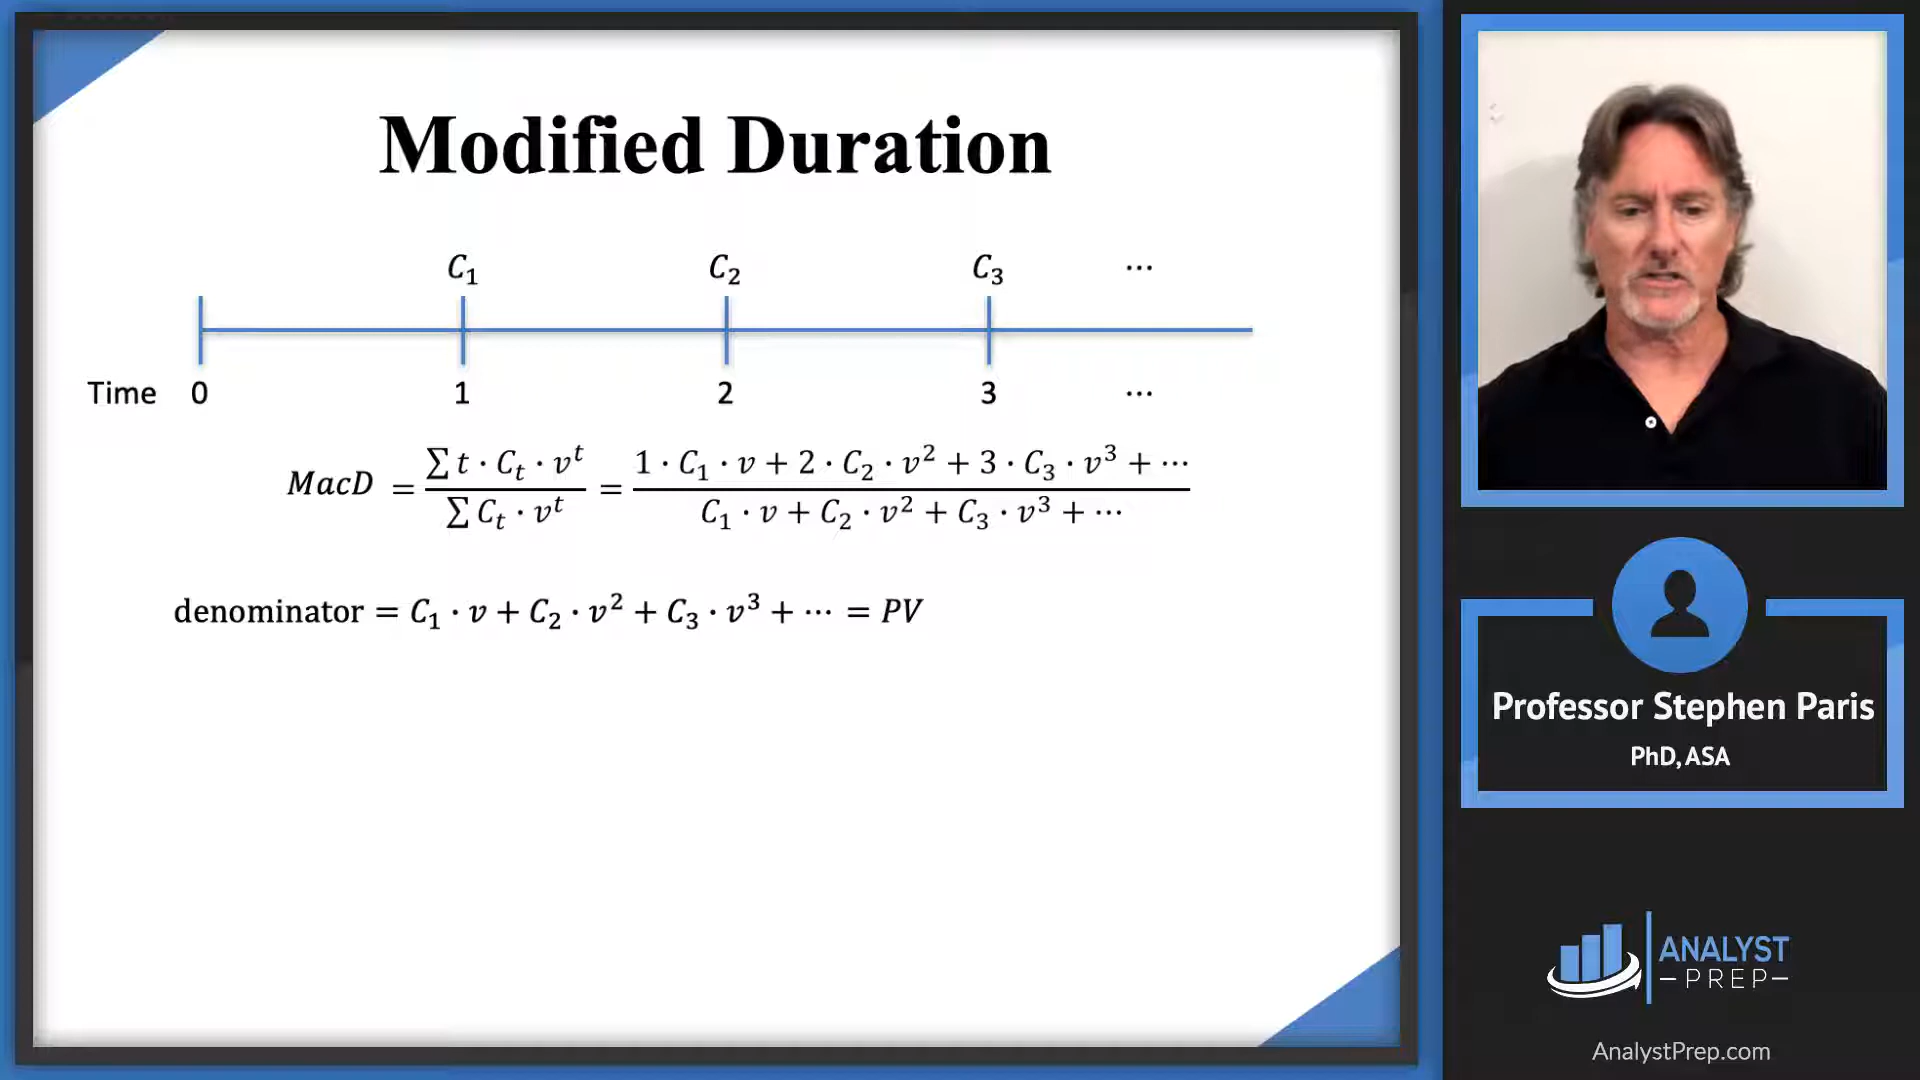 Modified Duration
C₁ C₂ C₃ ⋯
Time 0 1 2 3 ⋯
MacD = ∑ t · Cₜ · vᵗ / ∑ Cₜ · vᵗ = 1 · C₁ · v + 2 · C₂ · v² + 3 · C₃ · v³ + ⋯ / C₁ · v + C₂ · v² + C₃ · v³ + ⋯
denominator = C₁ · v + C₂ · v² + C₃ · v³ + ⋯ = PV
Professor Stephen Paris
PhD, ASA
ANALYST
PREP
AnalystPrep.com